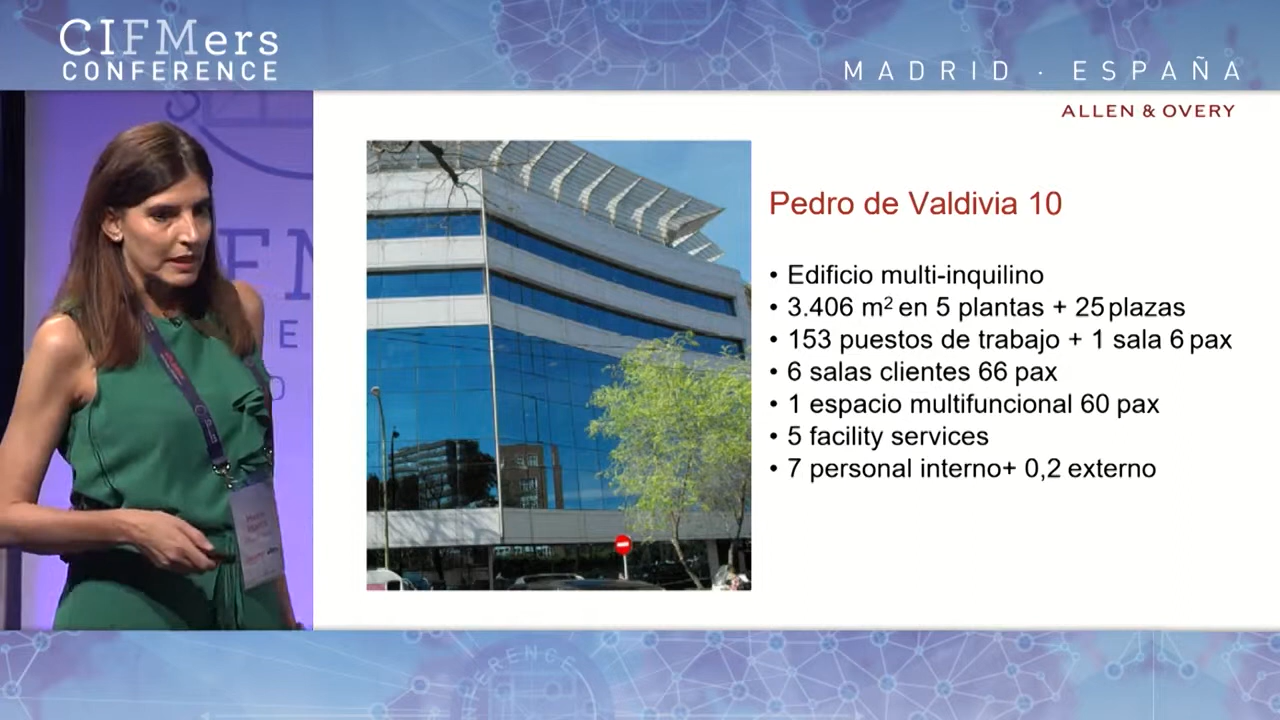 CIFMers
CONFERENCE
MADRID · ESPAÑA
ALLEN & OVERY
Pedro de Valdivia 10
• Edificio multi-inquilino
• 3.406 m² en 5 plantas + 25 plazas
• 153 puestos de trabajo + 1 sala 6 pax
• 6 salas clientes 66 pax
• 1 espacio multifuncional 60 pax
• 5 facility services
• 7 personal interno+ 0,2 externo